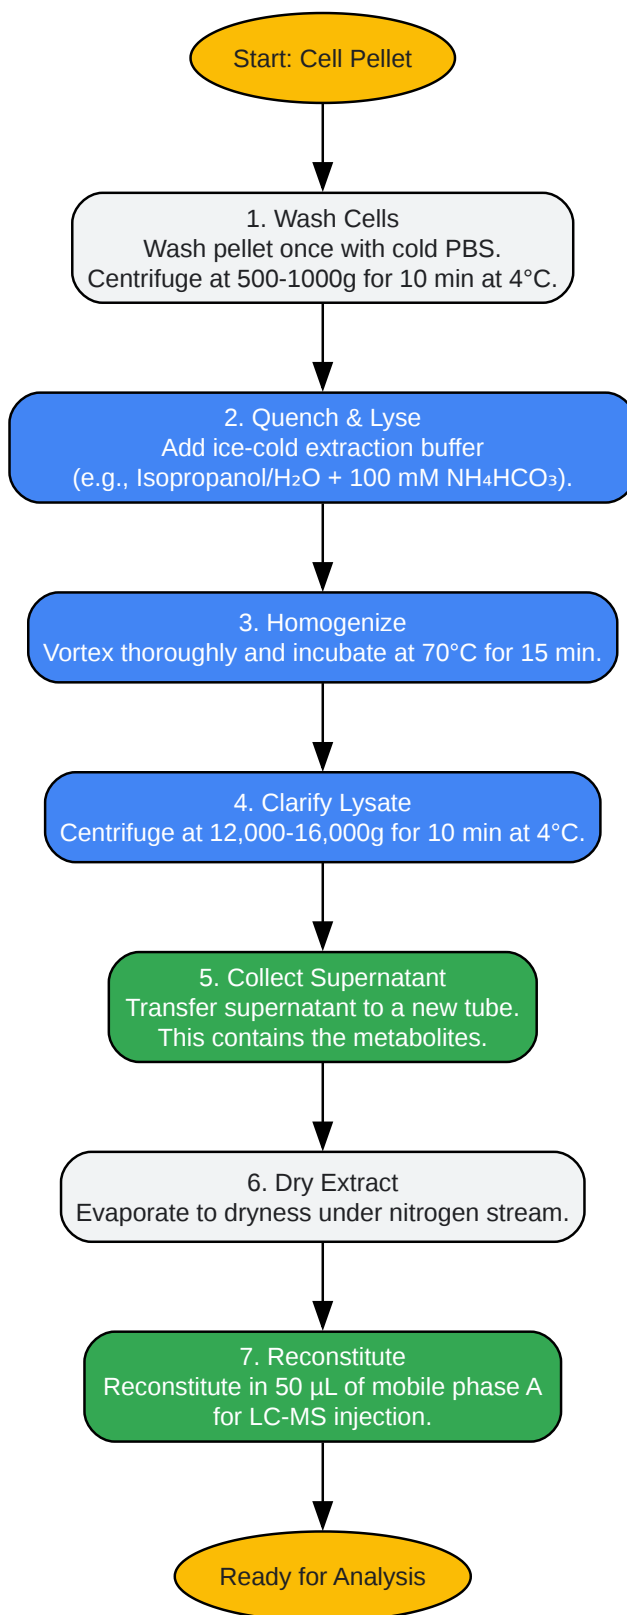 Start: Cell Pellet
1. Wash Cells
Wash pellet once with cold PBS.
Centrifuge at 500-1000g for 10 min at 4°C.
2. Quench & Lyse
Add ice-cold extraction buffer
(e.g., Isopropanol/H₂O + 100 mM NH₄HCO₃).
3. Homogenize
Vortex thoroughly and incubate at 70°C for 15 min.
4. Clarify Lysate
Centrifuge at 12,000-16,000g for 10 min at 4°C.
5. Collect Supernatant
Transfer supernatant to a new tube.
This contains the metabolites.
6. Dry Extract
Evaporate to dryness under nitrogen stream.
7. Reconstitute
Reconstitute in 50 µL of mobile phase A
for LC-MS injection.
Ready for Analysis